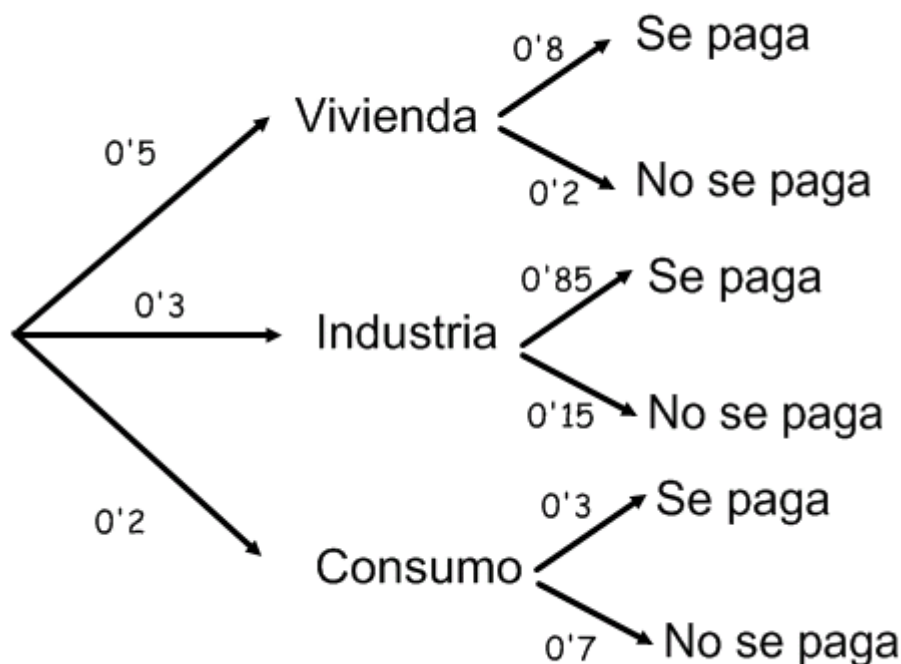 Se paga
0'8
Vivienda
0'5
No se paga
0'2
Se paga
0'85
0'3
Industria
No se paga
0'15
Se paga
0'3
0'2
Consumo
No se paga
0'7